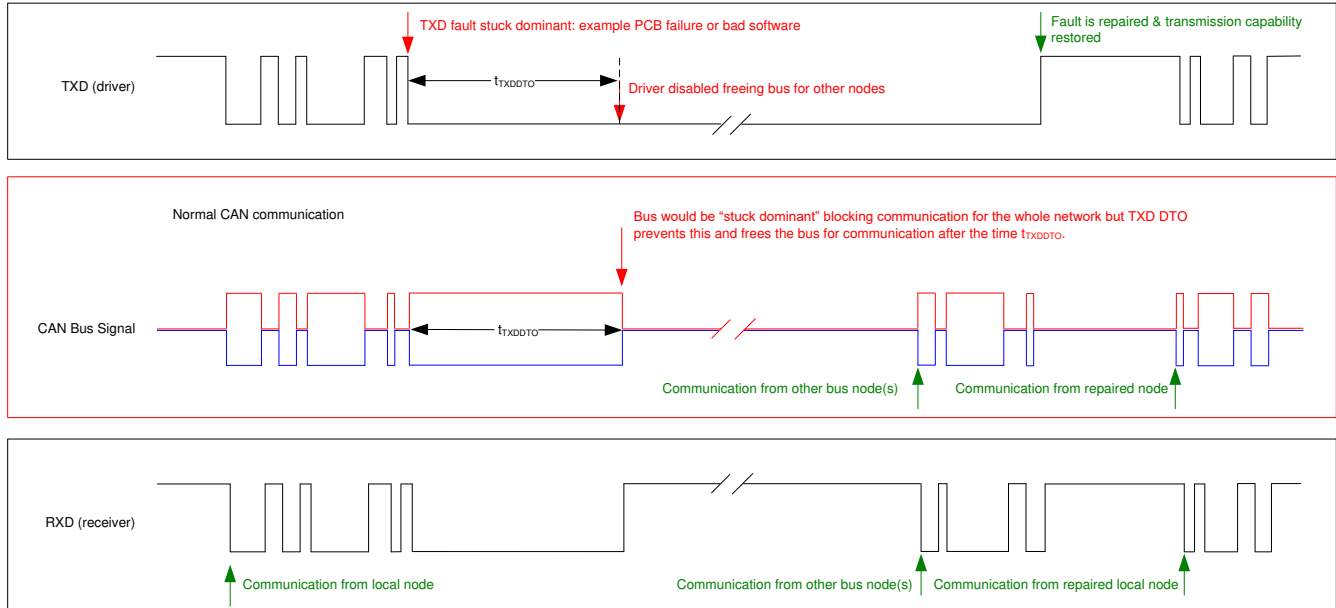 TXD fault stuck dominant: example PCB failure or bad software
Fault is repaired & transmission capability
restored
TXD (driver)
tTXDDTO
Driver disabled freeing bus for other nodes
Normal CAN communication
Bus would be “stuck dominant” blocking communication for the whole network but TXD DTO
prevents this and frees the bus for communication after the time tTXDDTO.
CAN Bus Signal
tTXDDTO
Communication from other bus node(s)
Communication from repaired node
RXD (receiver)
Communication from local node
Communication from other bus node(s)
Communication from repaired local node